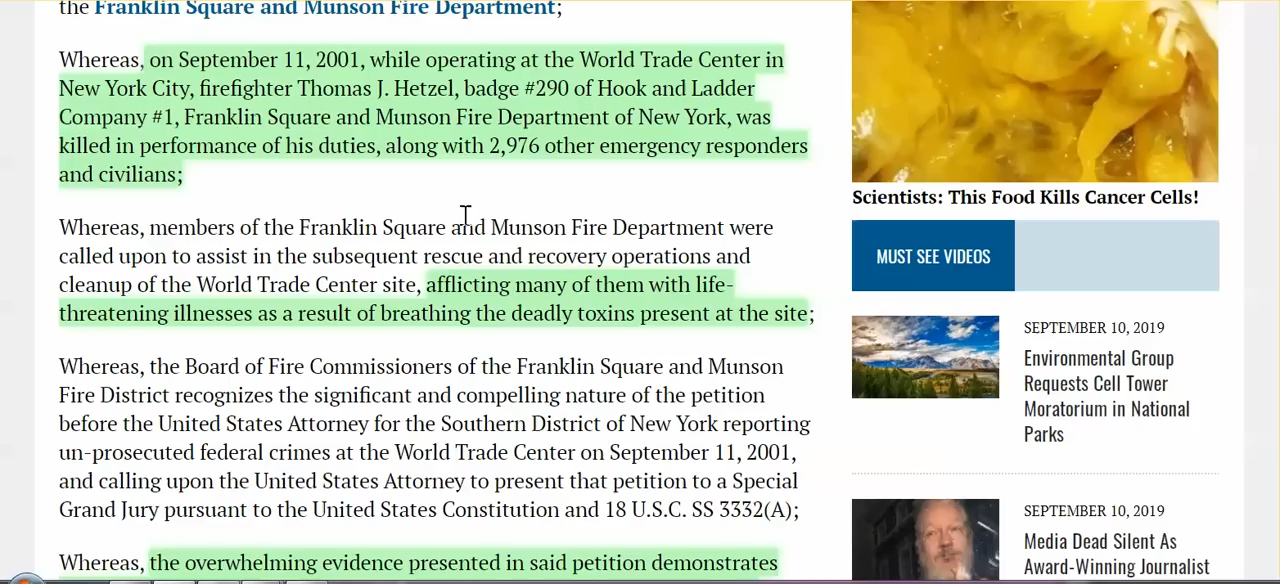 the Franklin Square and Munson Fire Department;
Whereas, on September 11, 2001, while operating at the World Trade Center in
New York City, firefighter Thomas J. Hetzel, badge #290 of Hook and Ladder
Company #1, Franklin Square and Munson Fire Department of New York, was
killed in performance of his duties, along with 2,976 other emergency responders
and civilians;
Whereas, members of the Franklin Square and Munson Fire Department were
called upon to assist in the subsequent rescue and recovery operations and
cleanup of the World Trade Center site, afflicting many of them with life-
threatening illnesses as a result of breathing the deadly toxins present at the site;
Whereas, the Board of Fire Commissioners of the Franklin Square and Munson
Fire District recognizes the significant and compelling nature of the petition
before the United States Attorney for the Southern District of New York reporting
un-prosecuted federal crimes at the World Trade Center on September 11, 2001,
and calling upon the United States Attorney to present that petition to a Special
Grand Jury pursuant to the United States Constitution and 18 U.S.C. SS 3332(A);
Whereas, the overwhelming evidence presented in said petition demonstrates
Scientists: This Food Kills Cancer Cells!
MUST SEE VIDEOS
SEPTEMBER 10, 2019
Environmental Group
Requests Cell Tower
Moratorium in National
Parks
SEPTEMBER 10, 2019
Media Dead Silent As
Award-Winning Journalist